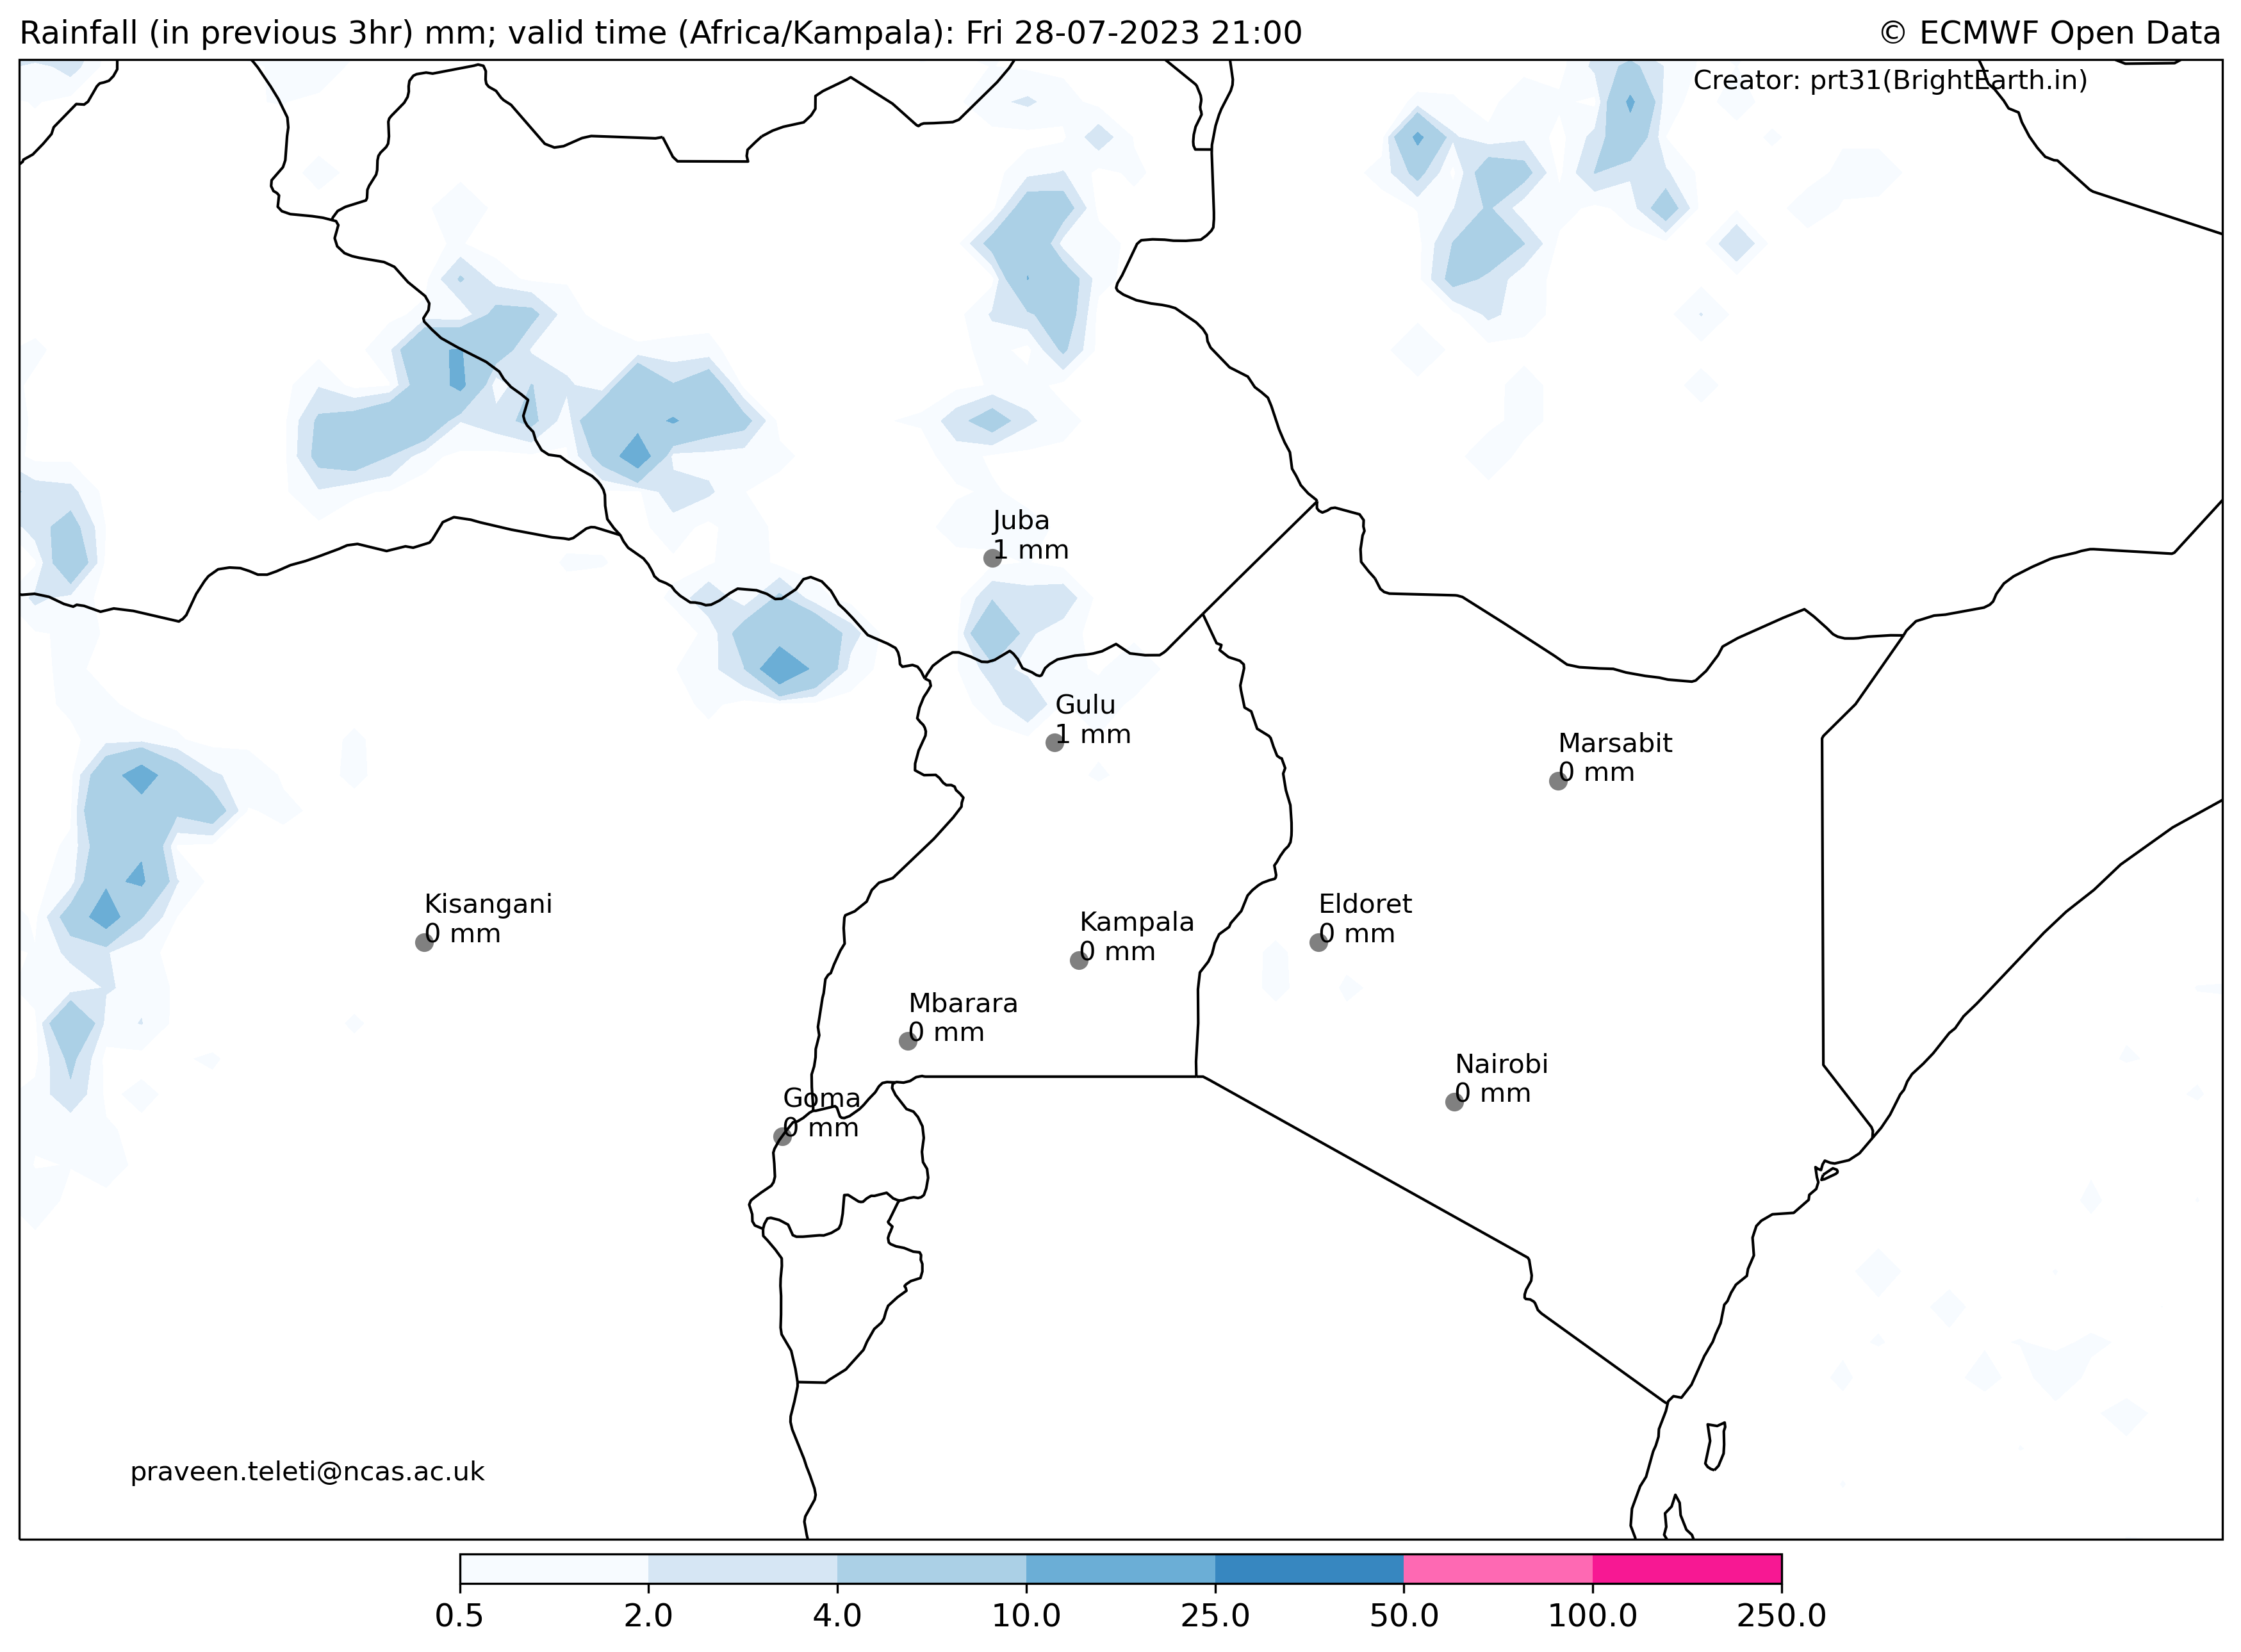 Rainfall (in previous 3hr) mm; valid time (Africa/Kampala): Fri 28-07-2023 21:00
© ECMWF Open Data
Creator: prt31(BrightEarth.in)
Juba
1 mm
Gulu
1 mm
Marsabit
0 mm
Kisangani
0 mm
Kampala
0 mm
Eldoret
0 mm
Mbarara
0 mm
Nairobi
0 mm
Goma
0 mm
praveen.teleti@ncas.ac.uk
0.5 2.0 4.0 10.0 25.0 50.0 100.0 250.0